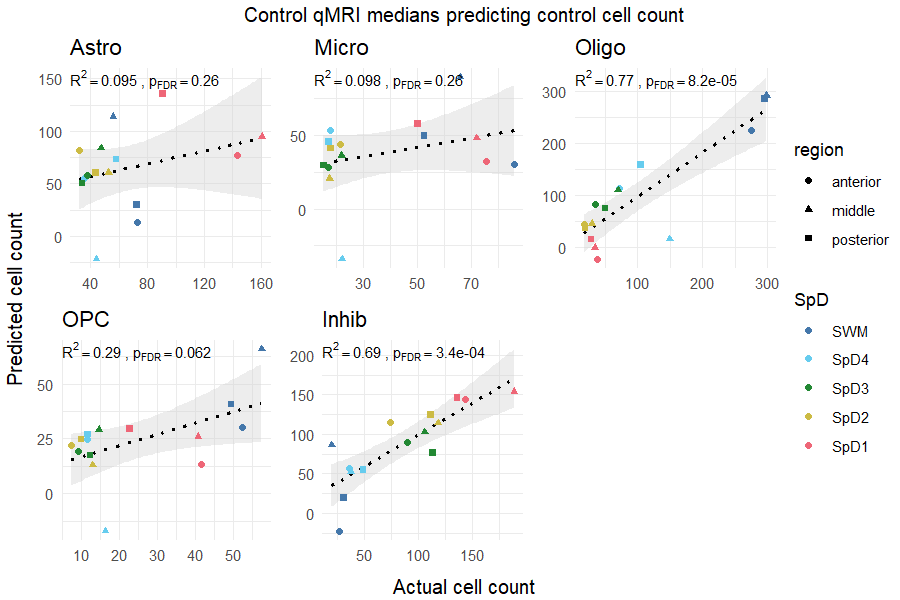 Control qMRI medians predicting control cell count
Astro
R2 = 0.095 , pFDR = 0.26
150
100
50
0
40 80 120 160
Micro
R2 = 0.098 , pFDR = 0.26
50
0
30 50 70
Oligo
R2 = 0.77 , pFDR = 8.2e-05
300
200
100
0
100 200 300
OPC
R2 = 0.29 , pFDR = 0.062
50
25
0
10 20 30 40 50
Inhib
R2 = 0.69 , pFDR = 3.4e-04
200
150
100
50
0
50 100 150
Predicted cell count
Actual cell count
region
anterior
middle
posterior
SpD
SWM
SpD4
SpD3
SpD2
SpD1